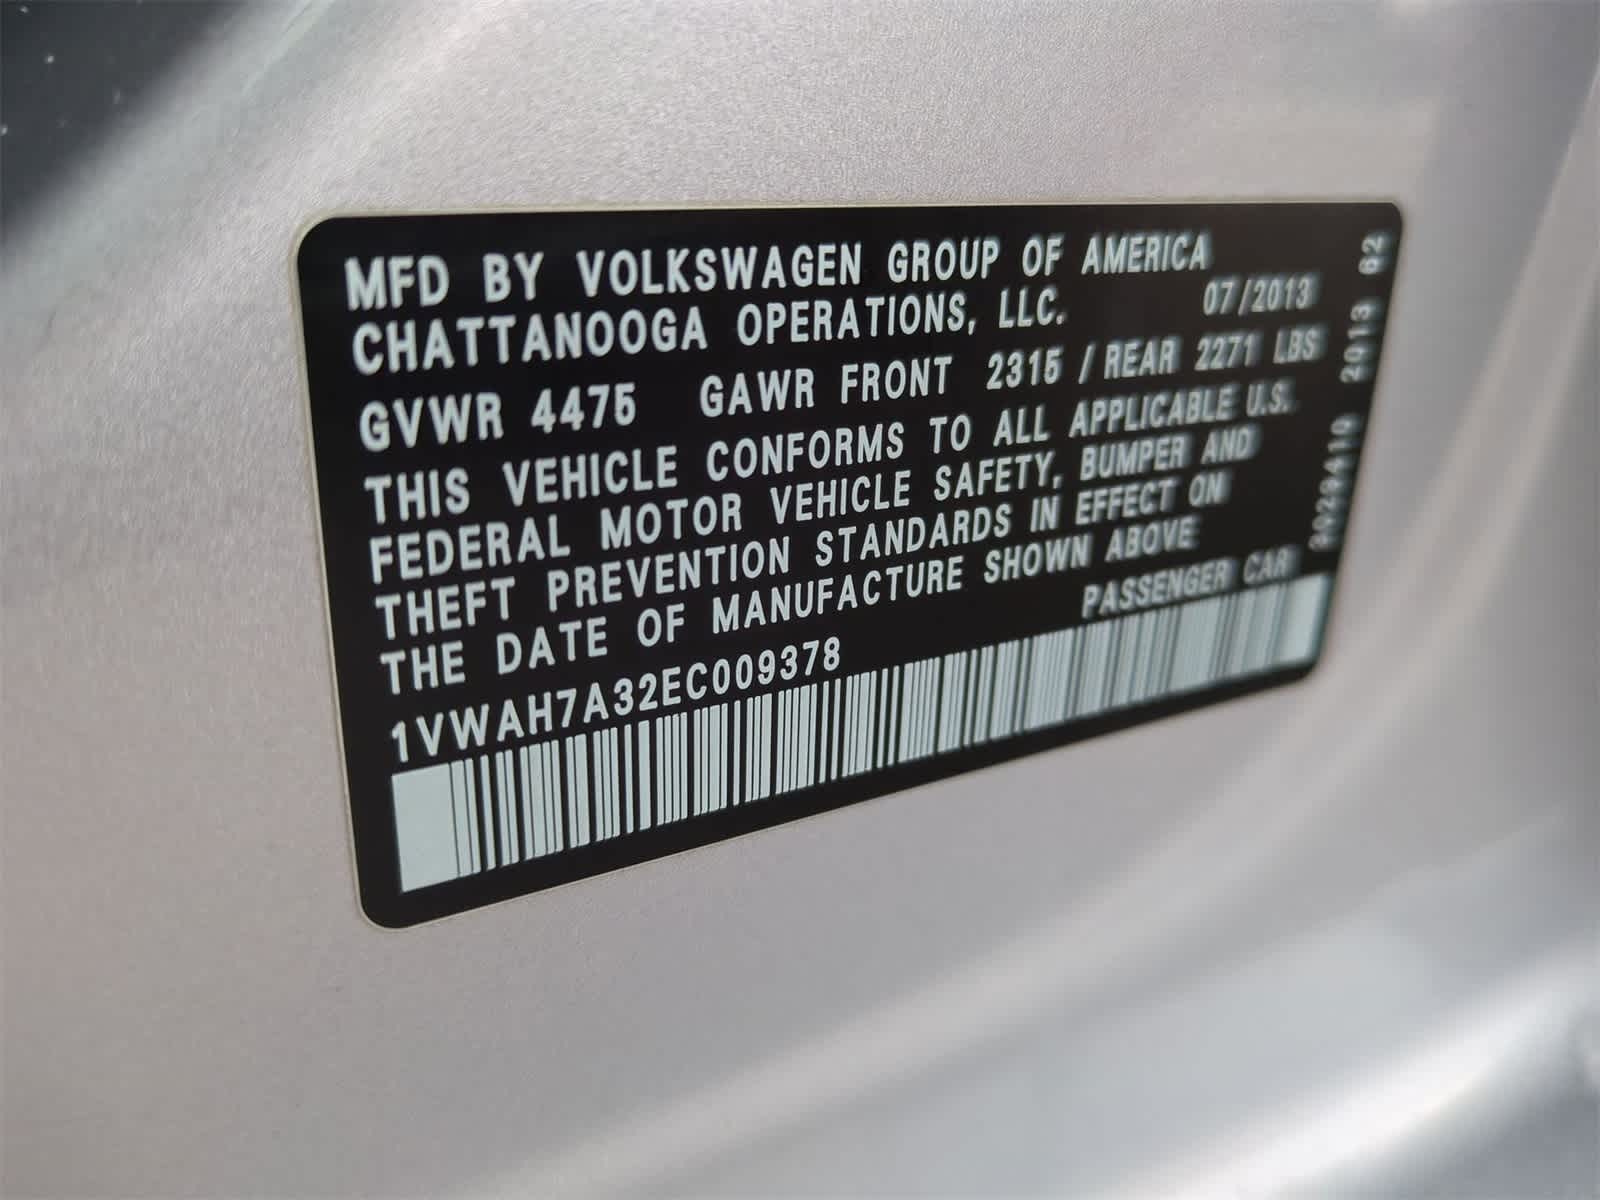 MFD BY VOLKSWAGEN GROUP OF AMERICA
CHATTANOOGA OPERATIONS, LLC. 07/2013
GVWR 4475 GAWR FRONT 2315 / REAR 2271 LBS
THIS VEHICLE CONFORMS TO ALL APPLICABLE U.S.
FEDERAL MOTOR VEHICLE SAFETY, BUMPER AND
THEFT PREVENTION STANDARDS IN EFFECT ON
THE DATE OF MANUFACTURE SHOWN ABOVE
1VWAH7A32EC009378 PASSENGER CAR
2013 62